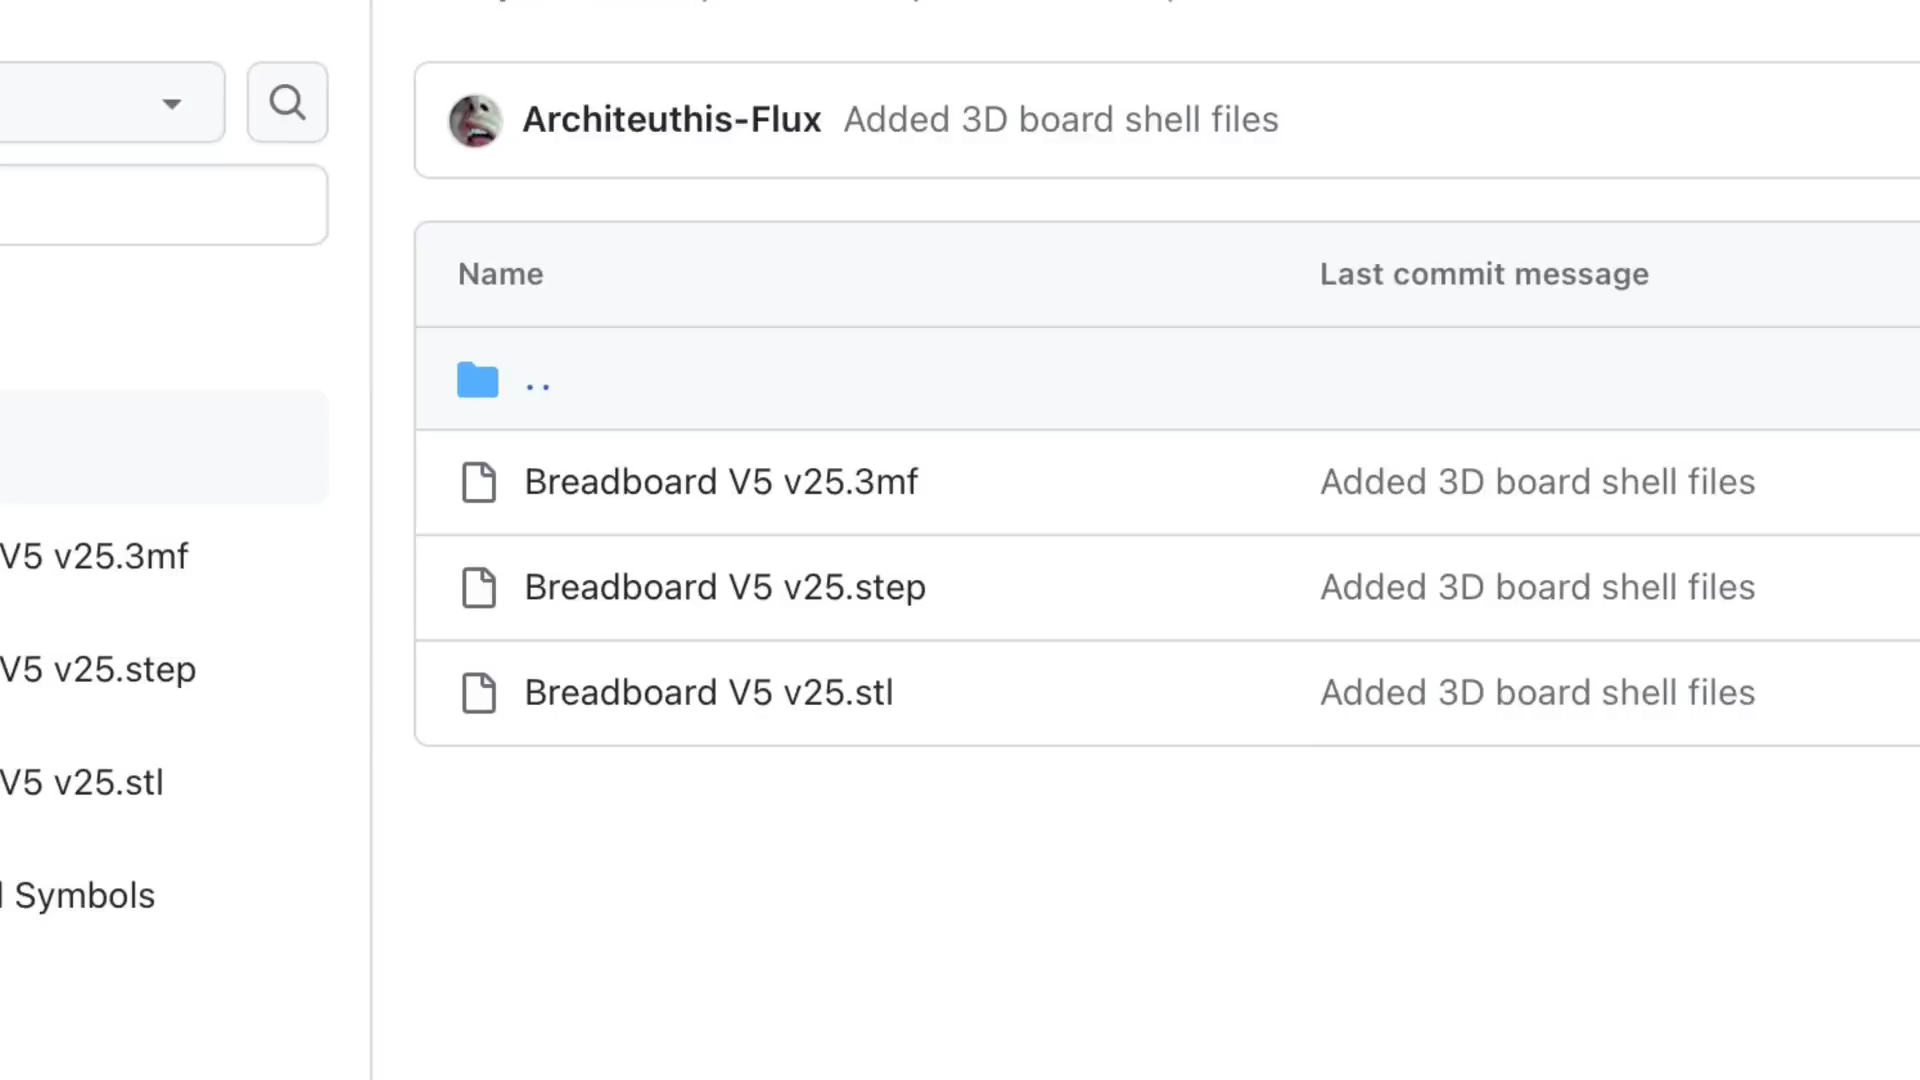 Architeuthis-Flux Added 3D board shell files
Name Last commit message
..
Breadboard V5 v25.3mf Added 3D board shell files
Breadboard V5 v25.step Added 3D board shell files
Breadboard V5 v25.stl Added 3D board shell files
V5 v25.3mf
V5 v25.step
V5 v25.stl
Symbols